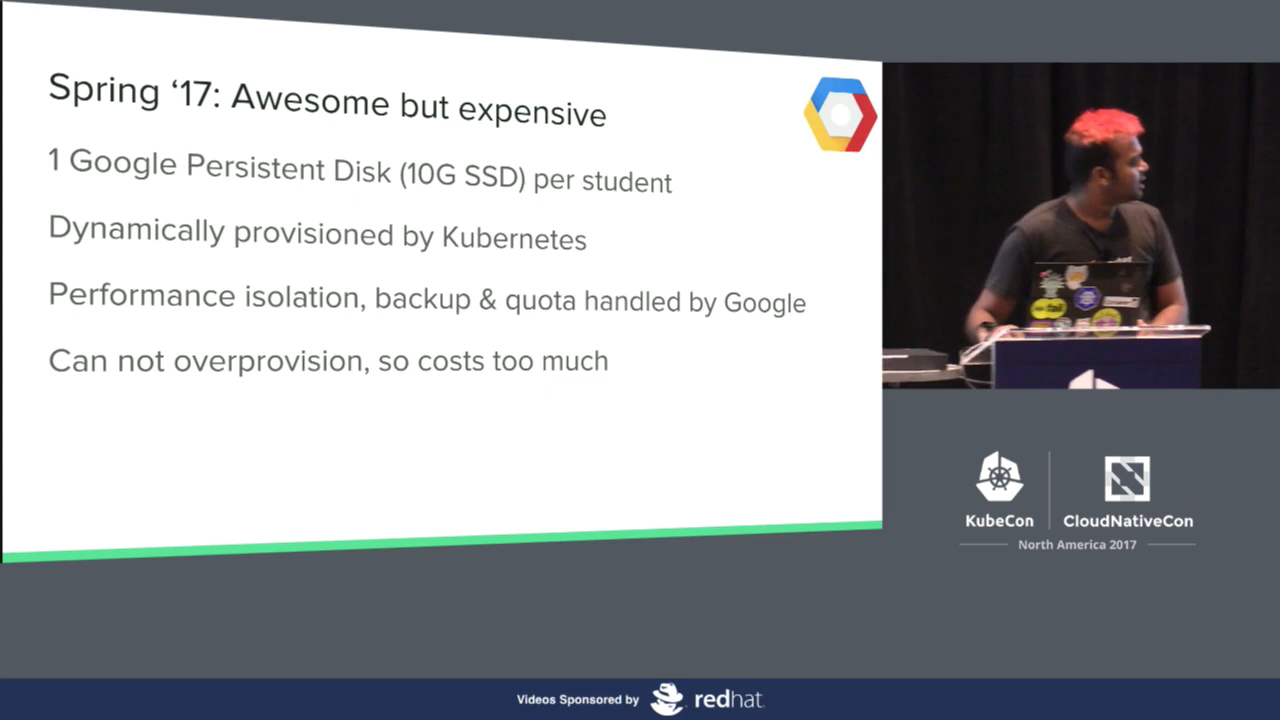 Spring ‘17: Awesome but expensive
1 Google Persistent Disk (10G SSD) per student
Dynamically provisioned by Kubernetes
Performance isolation, backup & quota handled by Google
Can not overprovision, so costs too much
KubeCon
CloudNativeCon
North America 2017
Videos Sponsored by
redhat.